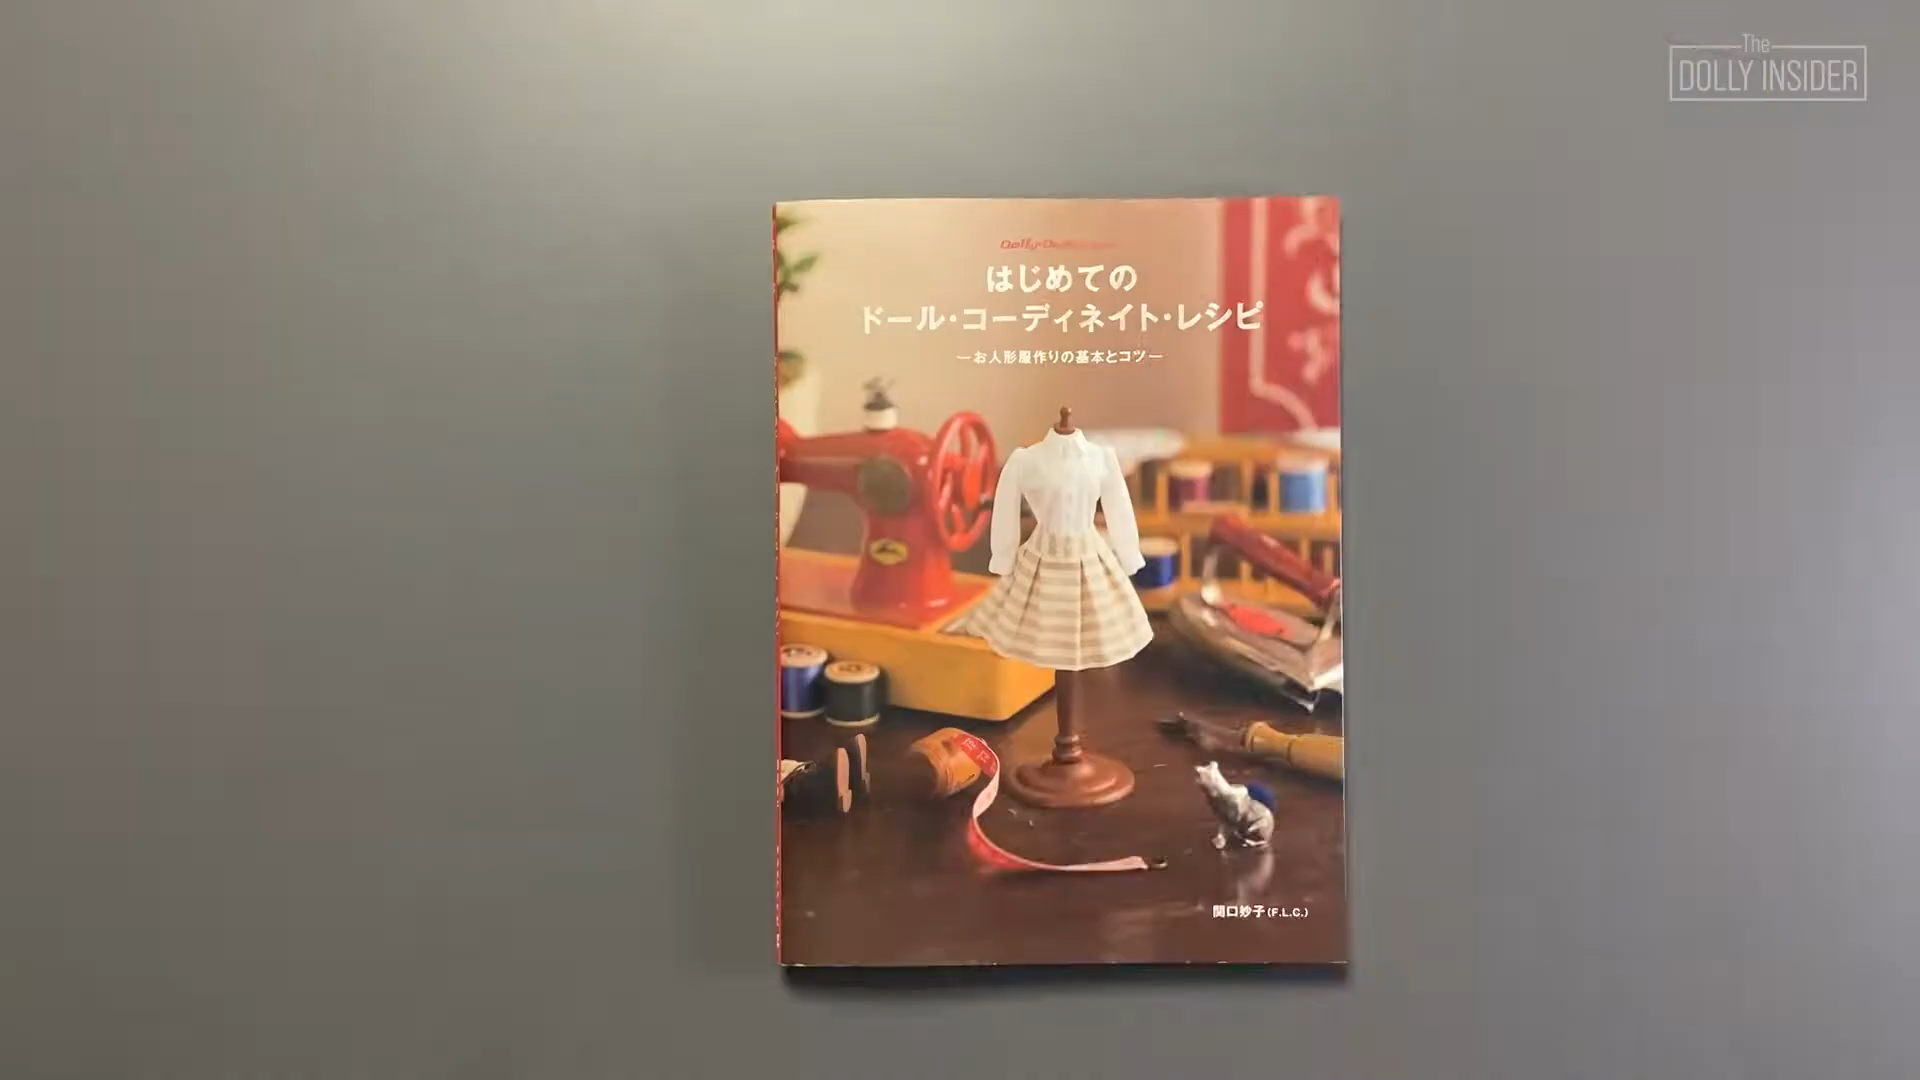 The
DOLLY INSIDER
はじめての
ドール・コーディネイト・レシピ
―お人形服作りの基本とコツ―
関口妙子(F.L.C.)